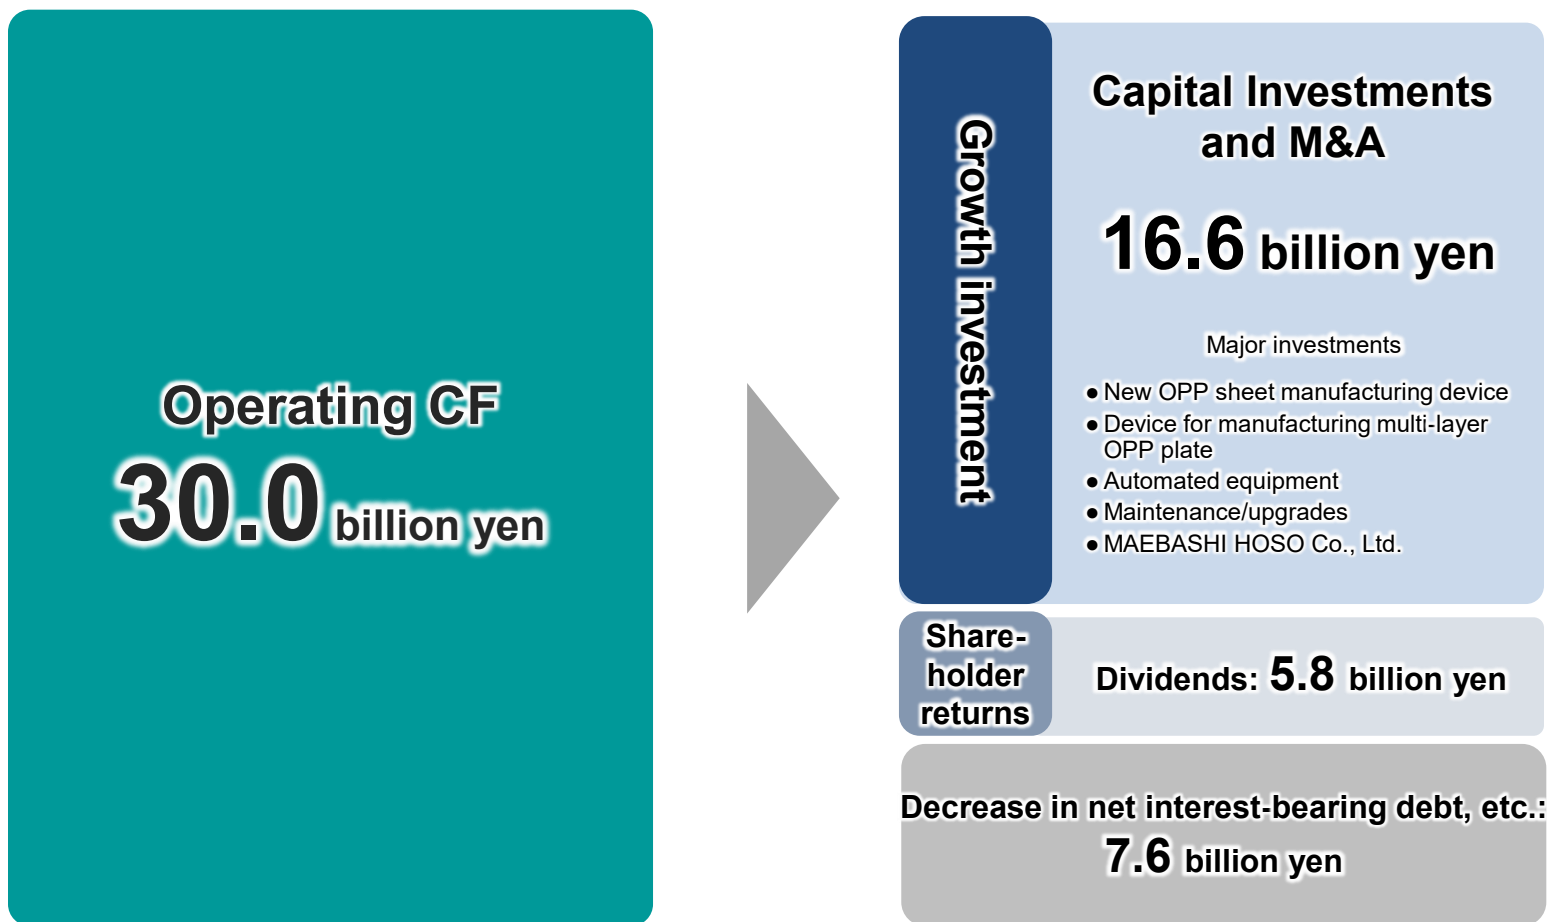 Operating CF
30.0 billion yen
Growth investment
Capital Investments
and M&A
16.6 billion yen
Major investments
● New OPP sheet manufacturing device
● Device for manufacturing multi-layer
OPP plate
● Automated equipment
● Maintenance/upgrades
● MAEBASHI HOSO Co., Ltd.
Share-
holder
returns
Dividends: 5.8 billion yen
Decrease in net interest-bearing debt, etc.:
7.6 billion yen